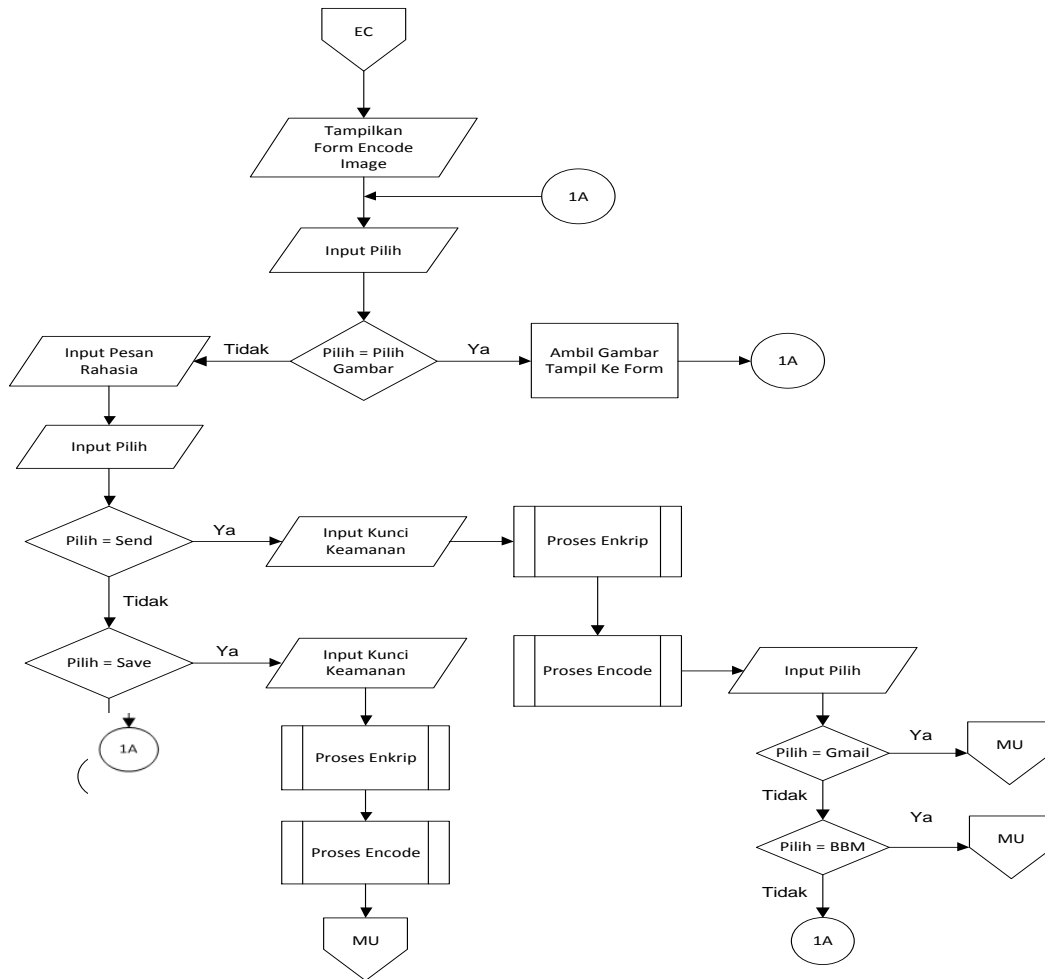 EC
Tampilkan
Form Encode
Image
1A
Input Pilih
Pilih = Pilih
Gambar
Ya
Ambil Gambar
Tampil Ke Form
1A
Tidak
Input Pesan
Rahasia
Input Pilih
Pilih = Send
Ya
Input Kunci
Keamanan
Proses Enkrip
Tidak
Pilih = Save
Ya
Input Kunci
Keamanan
Proses Encode
Input Pilih
1A
Proses Enkrip
Pilih = Gmail
Ya
MU
Tidak
Proses Encode
Pilih = BBM
Ya
MU
Tidak
MU
1A